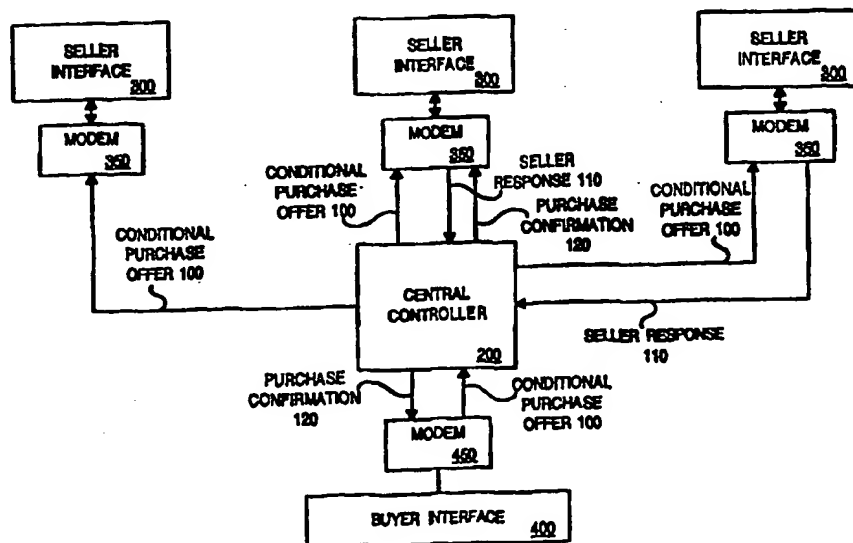 SELLER
INTERFACE
300
MODEM
350
SELLER
INTERFACE
300
MODEM
350
SELLER
INTERFACE
300
MODEM
350
CONDITIONAL
PURCHASE
OFFER 100
CONDITIONAL
PURCHASE
OFFER 100
SELLER
RESPONSE 110
PURCHASE
CONFIRMATION
120
CONDITIONAL
PURCHASE
OFFER 100
CENTRAL
CONTROLLER
200
SELLER RESPONSE
110
PURCHASE
CONFIRMATION
120
CONDITIONAL
PURCHASE
OFFER 100
MODEM
450
BUYER INTERFACE
400